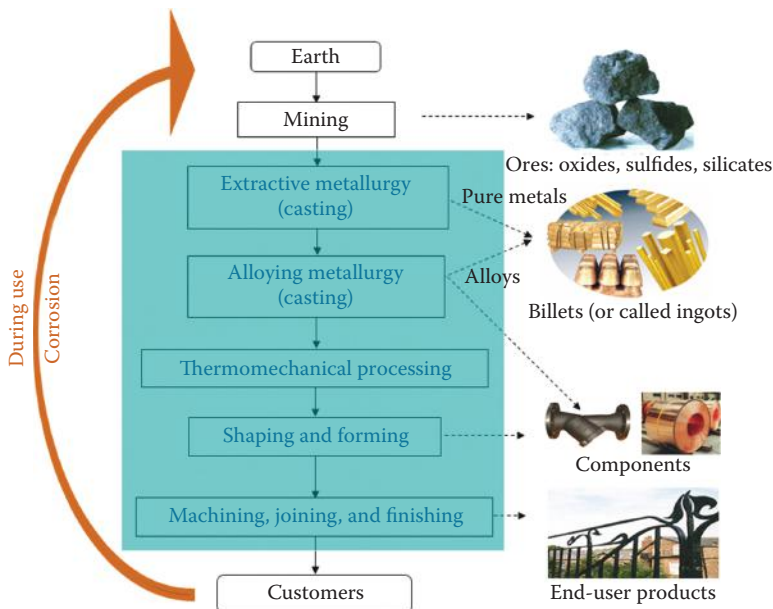 Earth
Mining
Ores: oxides, sulfides, silicates
Extractive metallurgy
(casting)
Pure metals
Alloying metallurgy
(casting)
Alloys
Billets (or called ingots)
Thermomechanical processing
Shaping and forming
Components
Machining, joining, and finishing
End-user products
Customers
During use
Corrosion